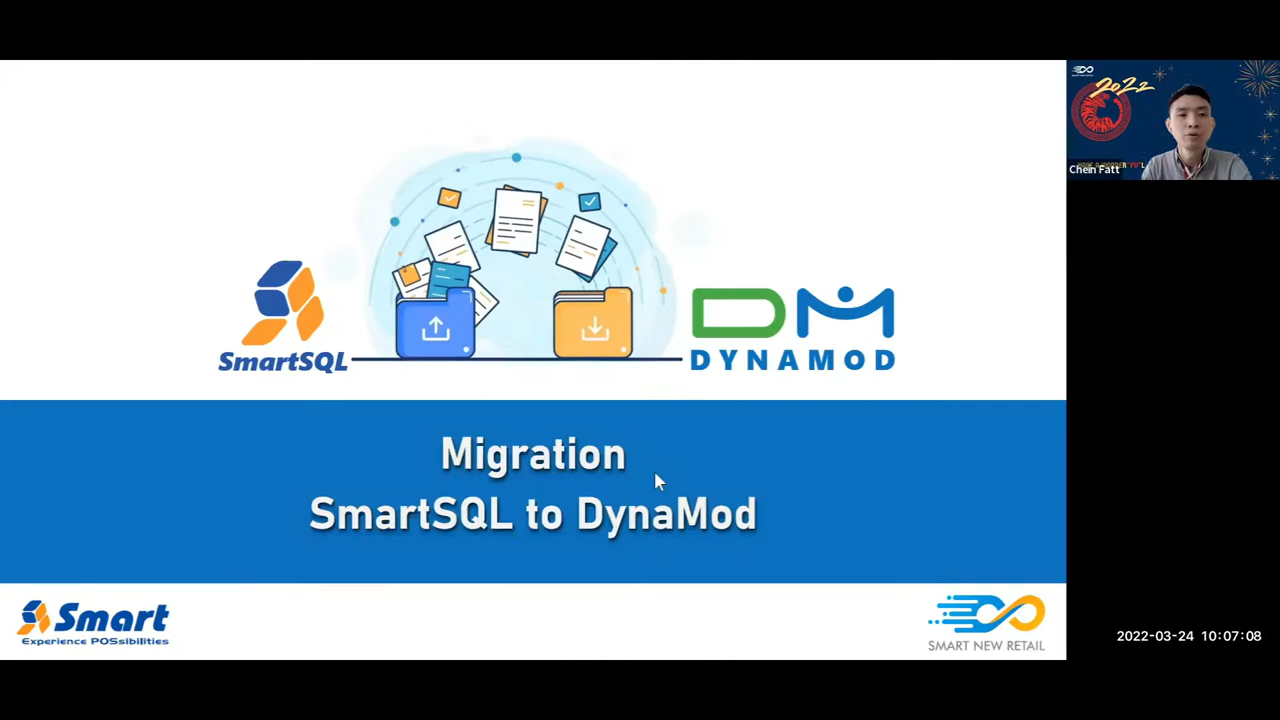 2022
Chein Fatt
SmartSQL
DM
DYNAMOD
Migration
SmartSQL to DynaMod
Smart
Experience POSsibilities
SMART NEW RETAIL
2022-03-24 10:07:08